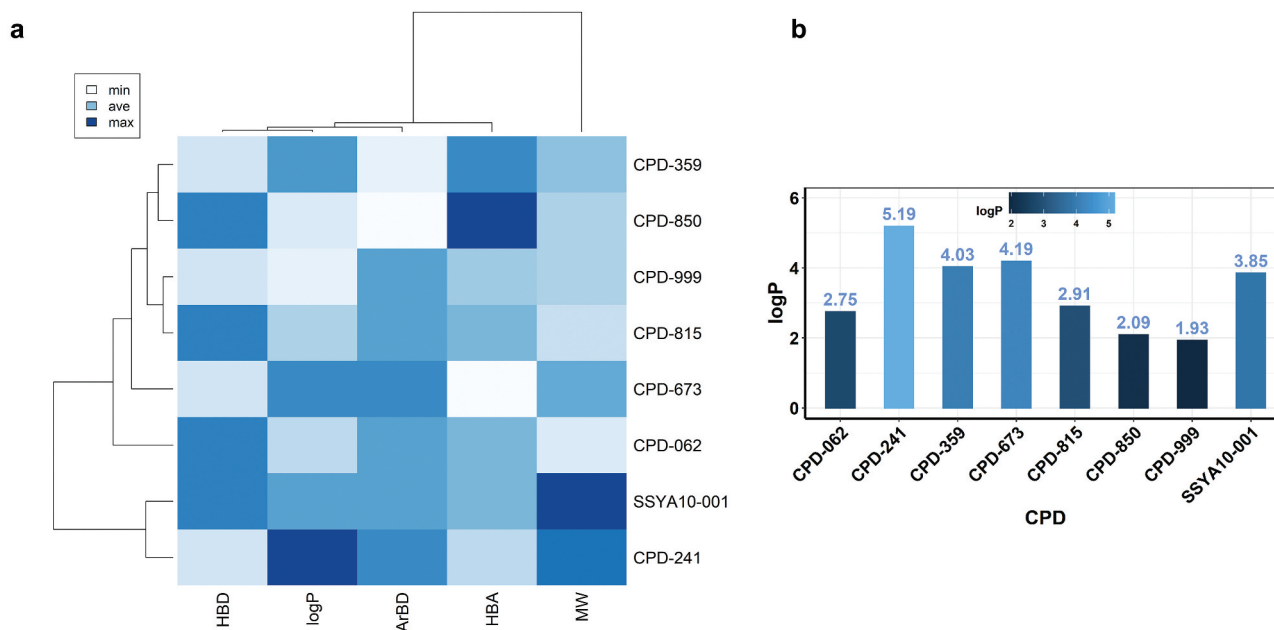 a
min
ave
max
CPD-359
CPD-850
CPD-999
CPD-815
CPD-673
CPD-062
SSYA10-001
CPD-241
HBD
logP
ArBD
HBA
MW
b
logP
2 3 4 5
6
4
2
0
logP
2.75
5.19
4.03
4.19
2.91
2.09
1.93
3.85
CPD-062
CPD-241
CPD-359
CPD-673
CPD-815
CPD-850
CPD-999
SSYA10-001
CPD